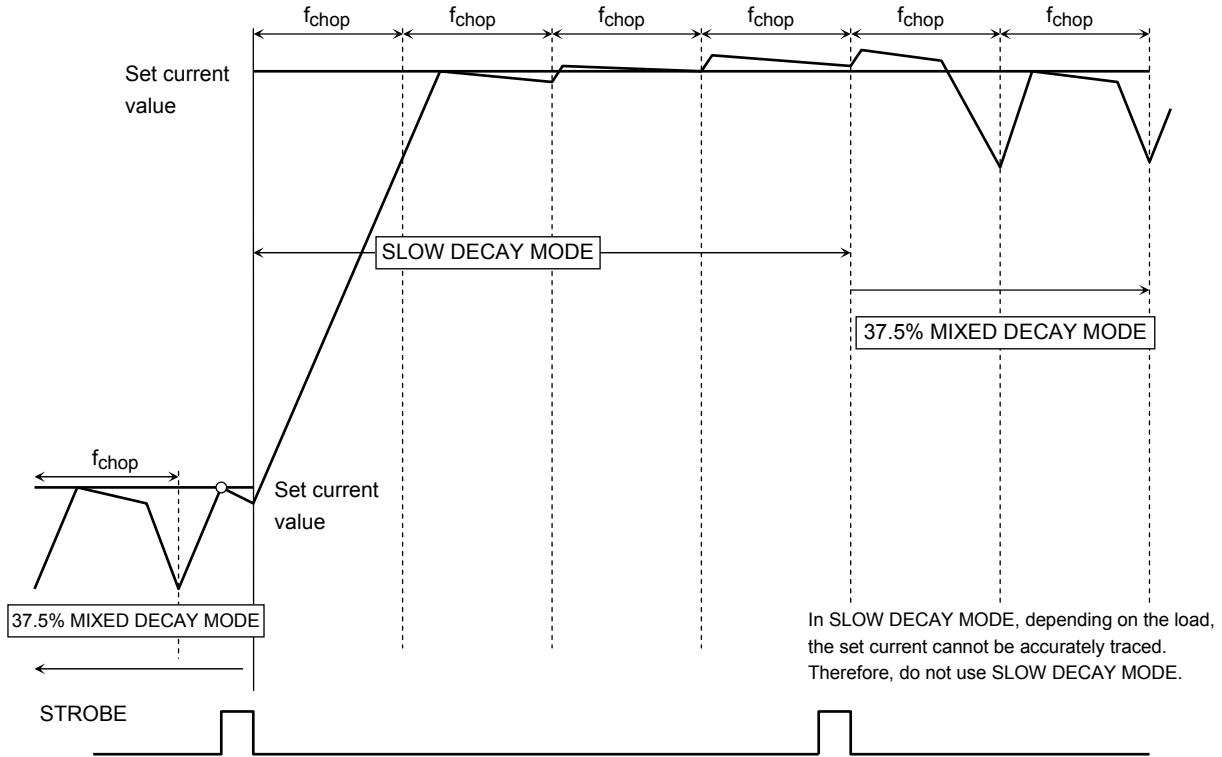 fchop fchop fchop fchop fchop fchop
Set current
value
SLOW DECAY MODE
37.5% MIXED DECAY MODE
fchop
Set current
value
37.5% MIXED DECAY MODE
In SLOW DECAY MODE, depending on the load,
the set current cannot be accurately traced.
Therefore, do not use SLOW DECAY MODE.
STROBE